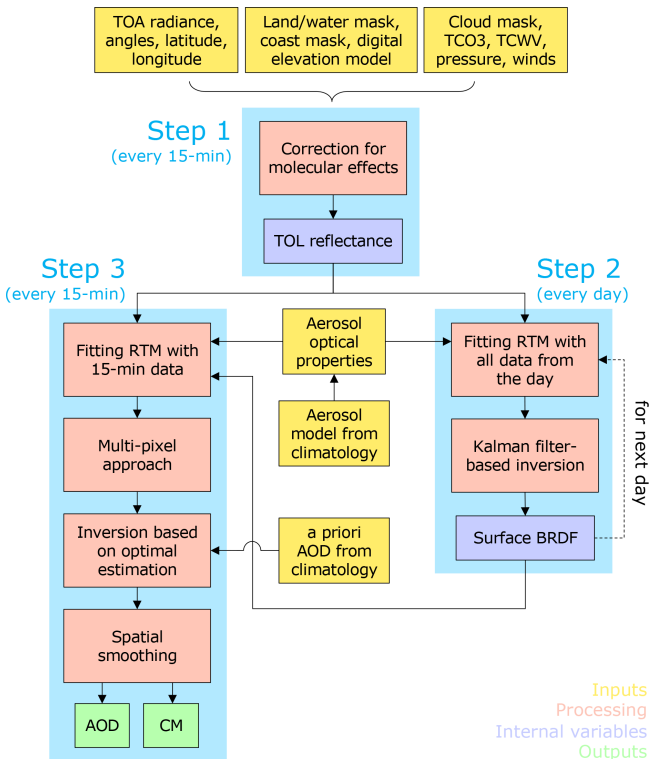 TOA radiance,
angles, latitude,
longitude
Land/water mask,
coast mask, digital
elevation model
Cloud mask,
TCO3, TCWV,
pressure, winds
Step 1
(every 15-min)
Correction for
molecular effects
TOL reflectance
Step 3
(every 15-min)
Step 2
(every day)
Fitting RTM with
15-min data
Aerosol
optical
properties
Fitting RTM with
all data from
the day
Aerosol
model from
climatology
for next day
Multi-pixel
approach
Kalman filter-
based inversion
Inversion based
on optimal
estimation
a priori
AOD from
climatology
Surface BRDF
Spatial
smoothing
AOD
CM
Inputs
Processing
Internal variables
Outputs